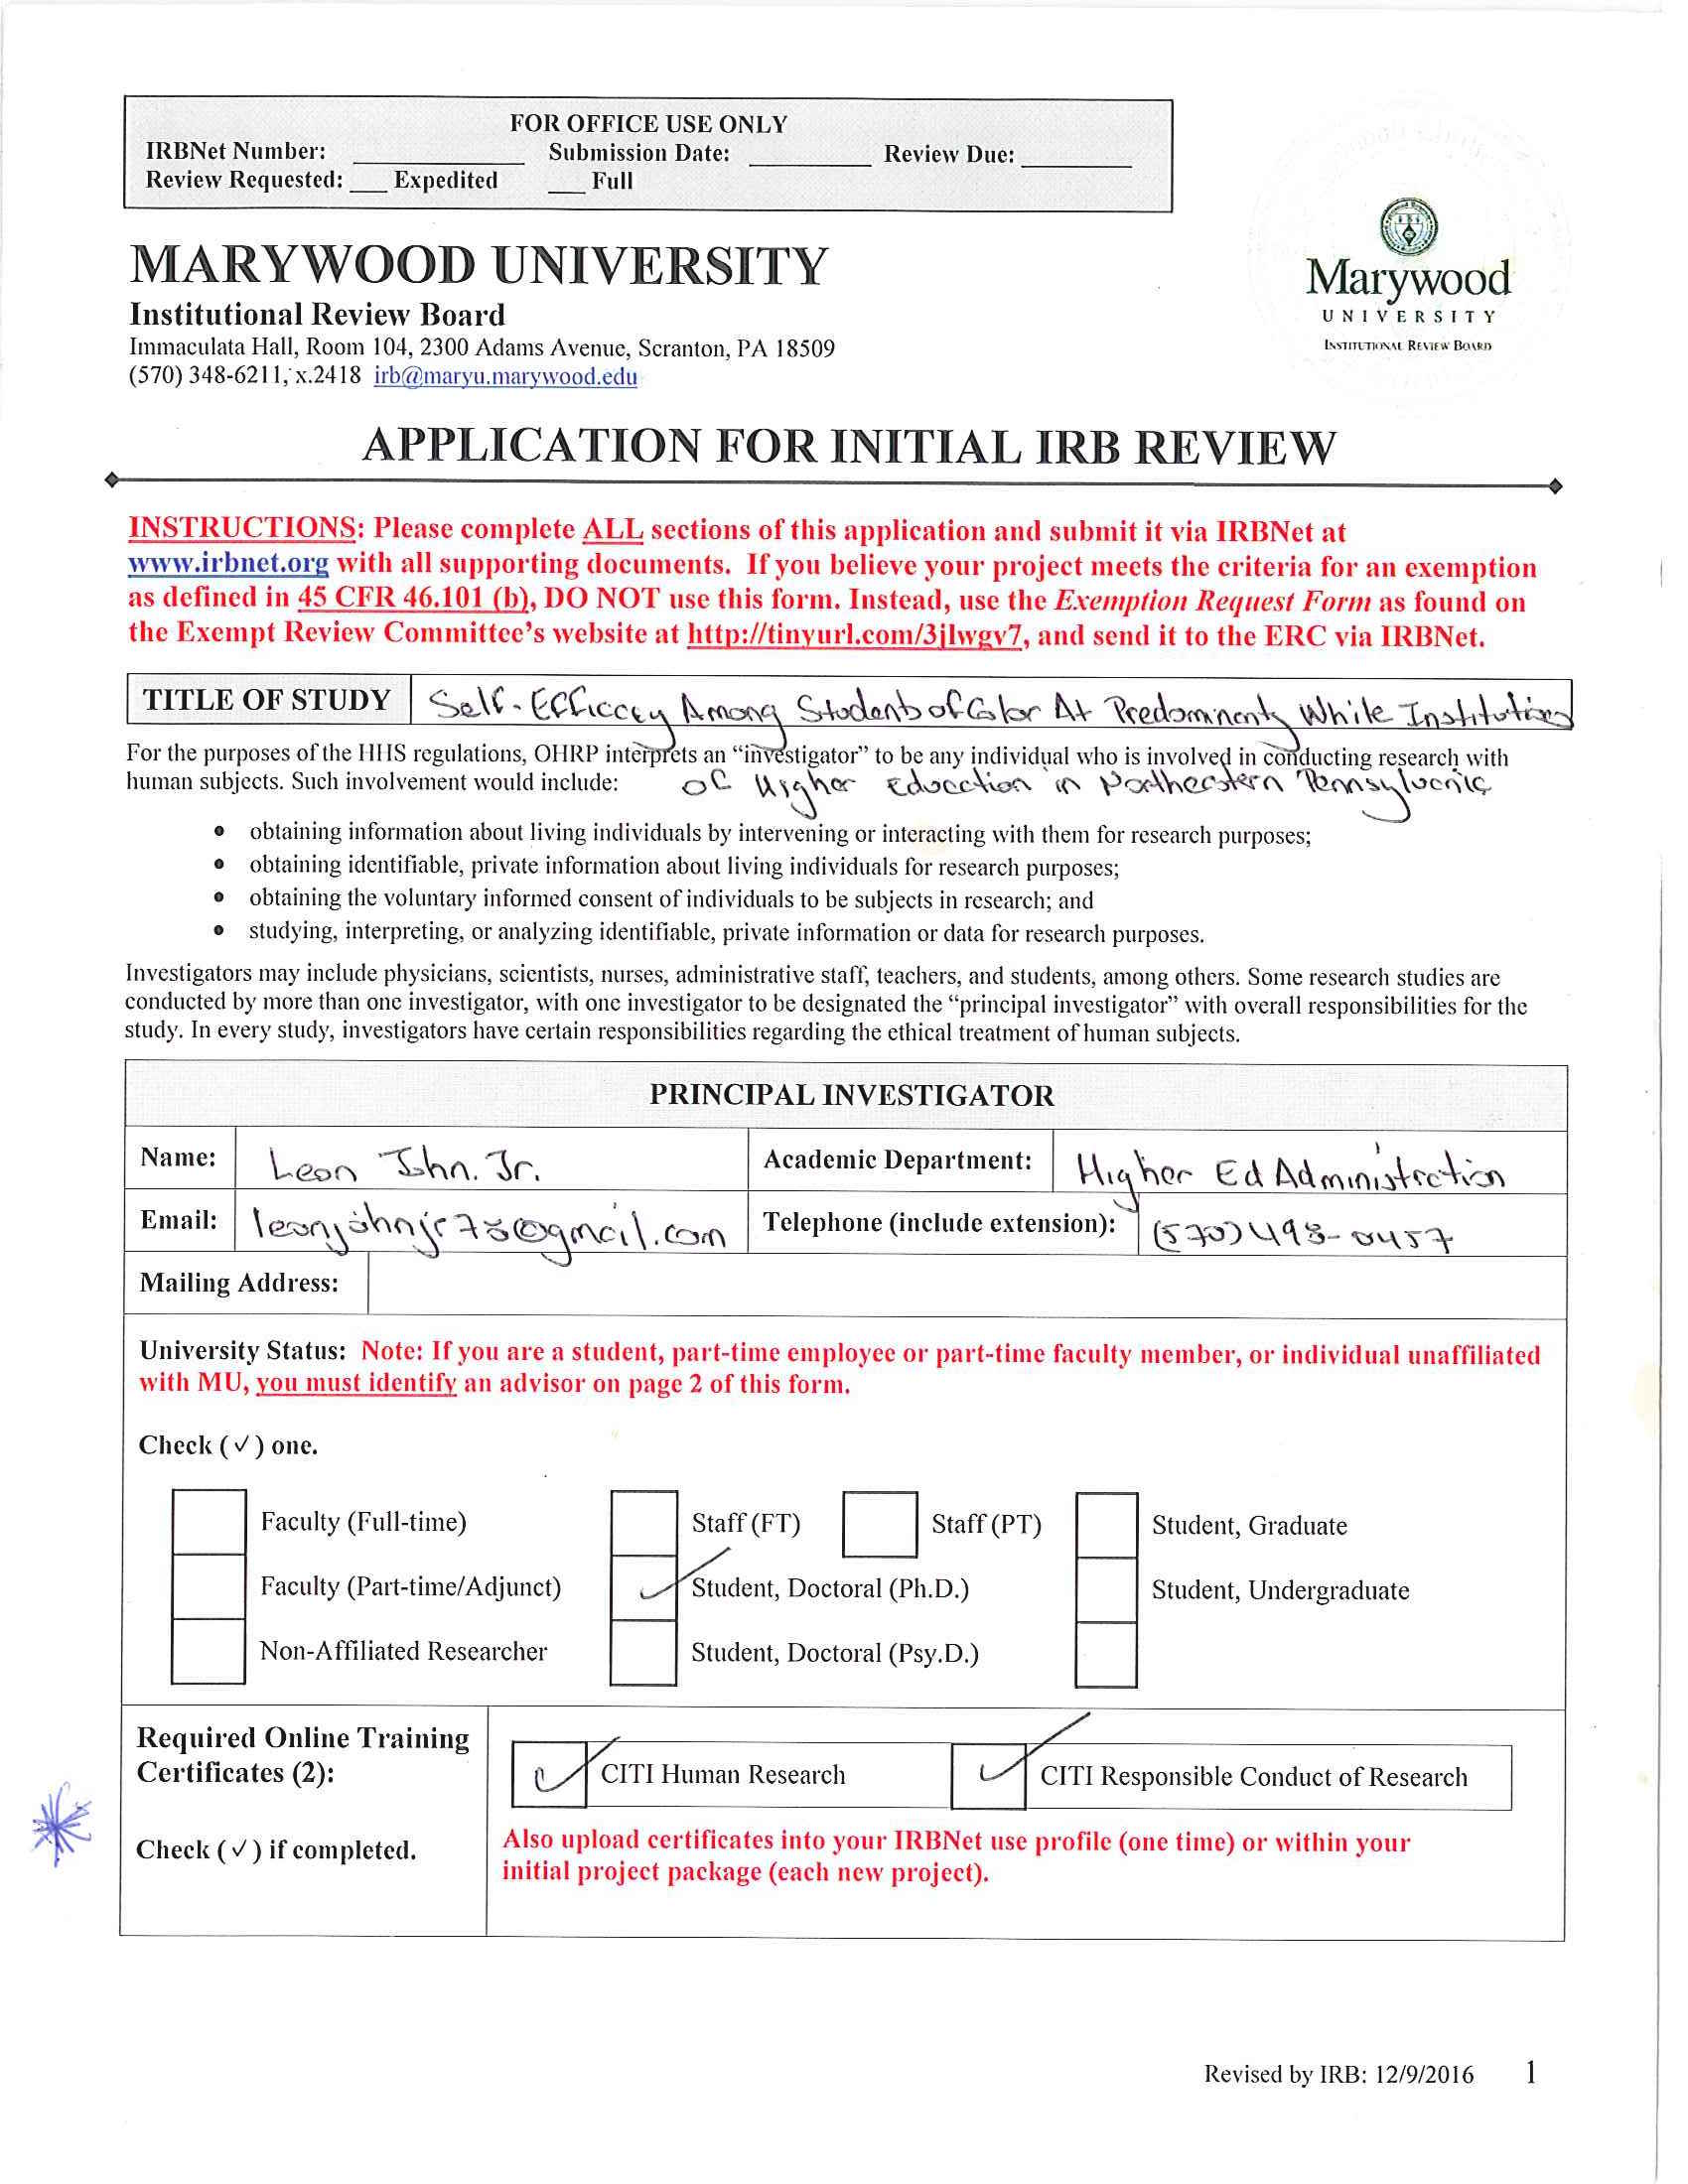 FOR OFFICE USE ONLY
IRBNet Number: ____________ Submission Date: _________ Review Due: ________
Review Requested: ___ Expedited ___ Full
MARYWOOD UNIVERSITY
Institutional Review Board
Immaculata Hall, Room 104, 2300 Adams Avenue, Scranton, PA 18509
(570) 348-6211, x.2418 irb@maryu.marywood.edu
Marywood
UNIVERSITY
INSTITUTIONAL REVIEW BOARD
APPLICATION FOR INITIAL IRB REVIEW
INSTRUCTIONS: Please complete ALL sections of this application and submit it via IRBNet at
www.irbnet.org with all supporting documents. If you believe your project meets the criteria for an exemption
as defined in 45 CFR 46.101 (b), DO NOT use this form. Instead, use the Exemption Request Form as found on
the Exempt Review Committee's website at http://tinyurl.com/3jlwgv7, and send it to the ERC via IRBNet.
TITLE OF STUDY Self-Efficacy Among Students of Color At Predominently White Institutions
For the purposes of the HHS regulations, OHRP interprets an “investigator” to be any individual who is involved in conducting research with
human subjects. Such involvement would include: of Higher Education in Northeastern Pennsylvania
• obtaining information about living individuals by intervening or interacting with them for research purposes;
• obtaining identifiable, private information about living individuals for research purposes;
• obtaining the voluntary informed consent of individuals to be subjects in research; and
• studying, interpreting, or analyzing identifiable, private information or data for research purposes.
Investigators may include physicians, scientists, nurses, administrative staff, teachers, and students, among others. Some research studies are
conducted by more than one investigator, with one investigator to be designated the “principal investigator” with overall responsibilities for the
study. In every study, investigators have certain responsibilities regarding the ethical treatment of human subjects.
PRINCIPAL INVESTIGATOR
Name: Leon John. Jr. Academic Department: Higher Ed Administration
Email: leonjohnjr73@gmail.com Telephone (include extension): (570) 493-0457
Mailing Address:
University Status: Note: If you are a student, part-time employee or part-time faculty member, or individual unaffiliated
with MU, you must identify an advisor on page 2 of this form.
Check (✓) one.
Faculty (Full-time) Staff (FT) Staff (PT) Student, Graduate
Faculty (Part-time/Adjunct) ✓ Student, Doctoral (Ph.D.) Student, Undergraduate
Non-Affiliated Researcher Student, Doctoral (Psy.D.)
Required Online Training
Certificates (2):
✓ CITI Human Research ✓ CITI Responsible Conduct of Research
Check (✓) if completed.
Also upload certificates into your IRBNet use profile (one time) or within your
initial project package (each new project).
Revised by IRB: 12/9/2016 1